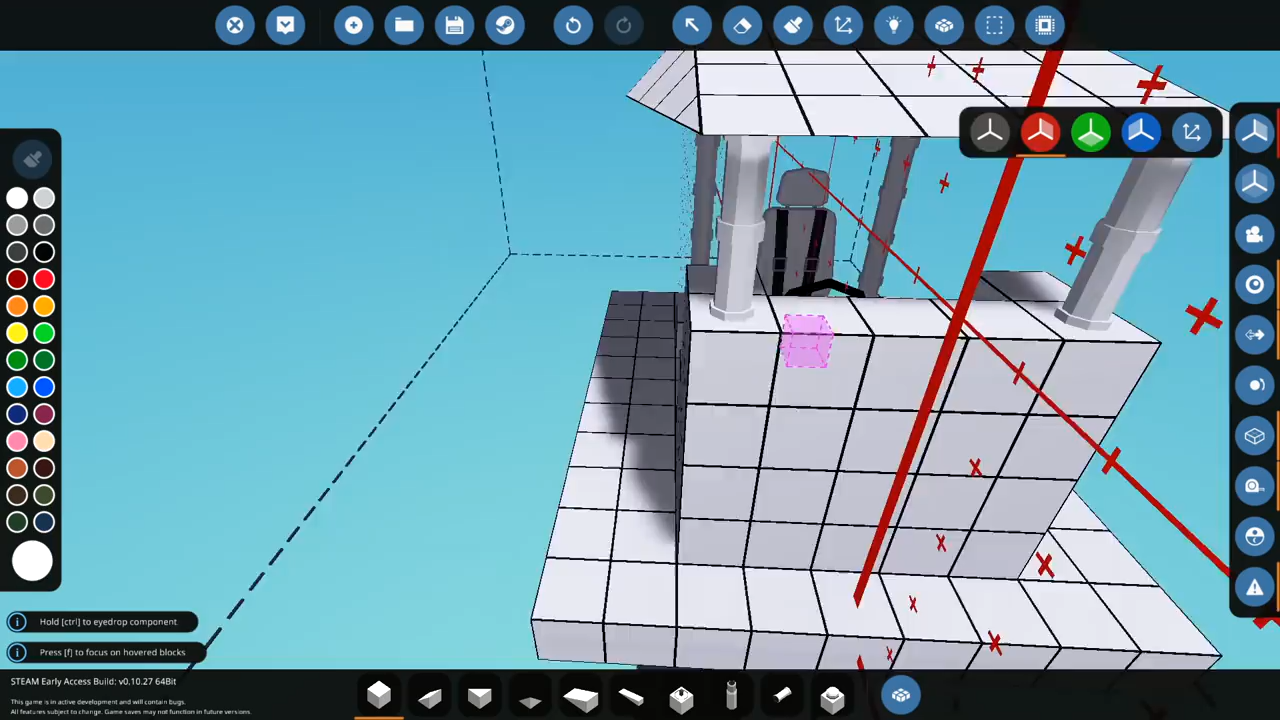 Hold [ctrl] to eyedrop component
Press [f] to focus on hovered blocks
STEAM Early Access Build: v0.10.27 64Bit
This game is in active development and will contain bugs.
All features subject to change. Game saves may not function in future versions.